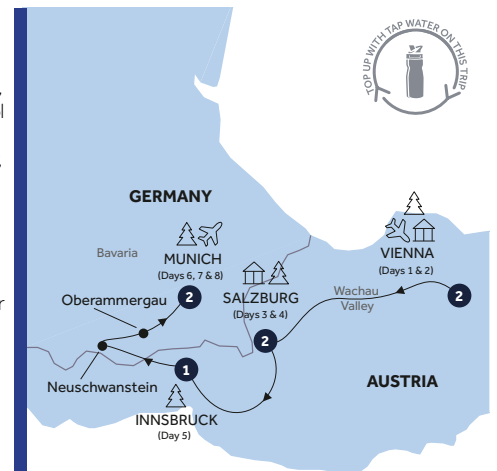 TOP UP WITH TAP WATER ON THIS TRIP
GERMANY
Bavaria
MUNICH
(Days 6, 7 & 8)
VIENNA
(Days 1 & 2)
Oberammergau
2
SALZBURG
(Days 3 & 4)
Wachau
Valley
2
2
Neuschwanstein
1
AUSTRIA
INNSBRUCK
(Day 5)